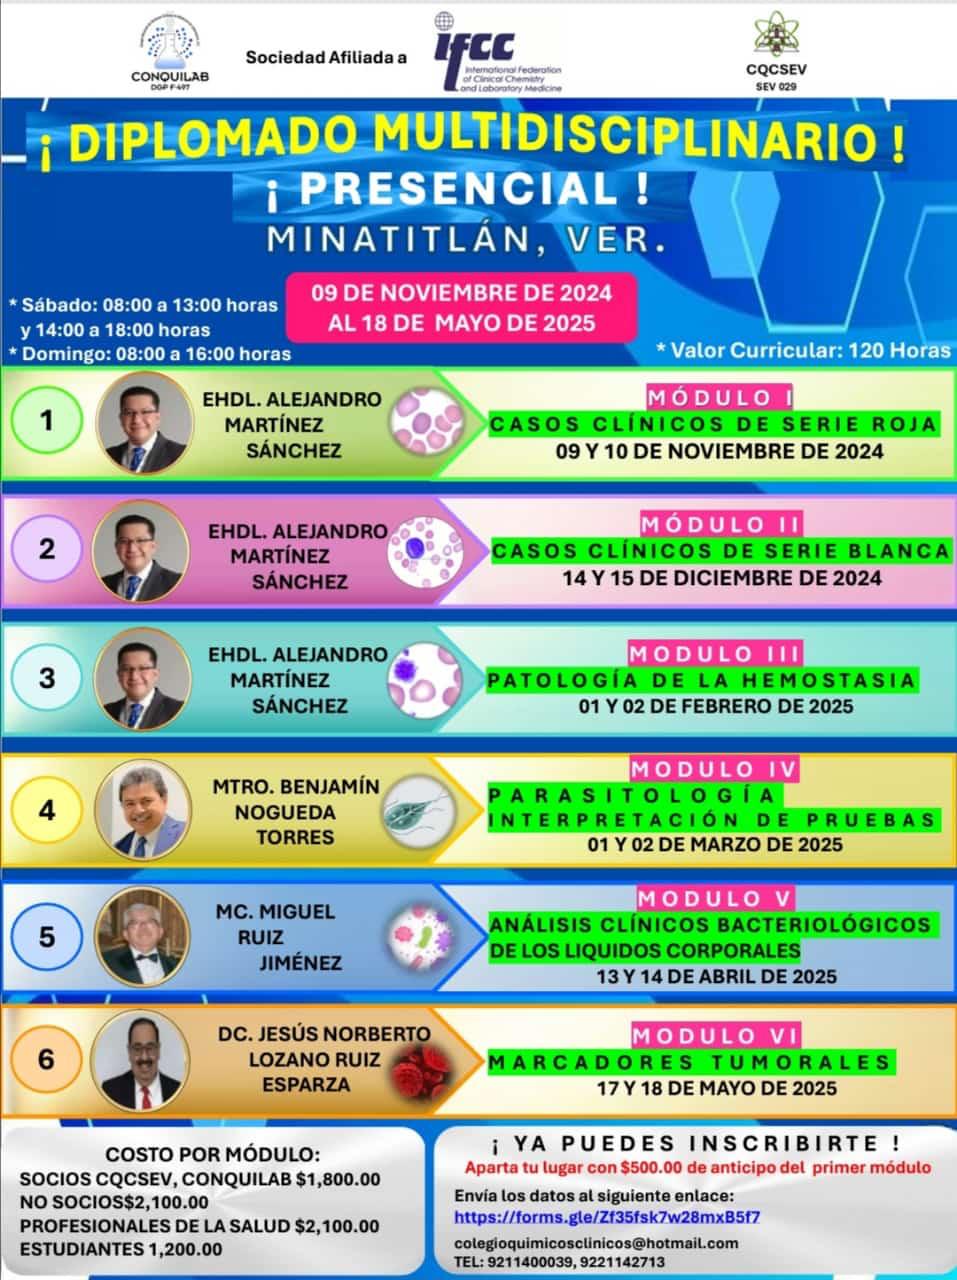 CONQUILAB
DGP F-497
Sociedad Afiliada a
ifcc
International Federation
of Clinical Chemistry
and Laboratory Medicine
CQCSEV
SEV 029
¡ DIPLOMADO MULTIDISCIPLINARIO !
¡ PRESENCIAL !
MINATITLÁN, VER.
* Sábado: 08:00 a 13:00 horas
y 14:00 a 18:00 horas
* Domingo: 08:00 a 16:00 horas
09 DE NOVIEMBRE DE 2024
AL 18 DE MAYO DE 2025
* Valor Curricular: 120 Horas
1
EHDL. ALEJANDRO
MARTÍNEZ
SÁNCHEZ
MÓDULO I
CASOS CLÍNICOS DE SERIE ROJA
09 Y 10 DE NOVIEMBRE DE 2024
2
EHDL. ALEJANDRO
MARTÍNEZ
SÁNCHEZ
MÓDULO II
CASOS CLÍNICOS DE SERIE BLANCA
14 Y 15 DE DICIEMBRE DE 2024
3
EHDL. ALEJANDRO
MARTÍNEZ
SÁNCHEZ
MODULO III
PATOLOGÍA DE LA HEMOSTASIA
01 Y 02 DE FEBRERO DE 2025
4
MTRO. BENJAMÍN
NOGUEDA
TORRES
MODULO IV
PARASITOLOGÍA
INTERPRETACIÓN DE PRUEBAS
01 Y 02 DE MARZO DE 2025
5
MC. MIGUEL
RUIZ
JIMÉNEZ
MODULO V
ANÁLISIS CLÍNICOS BACTERIOLÓGICOS
DE LOS LIQUIDOS CORPORALES
13 Y 14 DE ABRIL DE 2025
6
DC. JESÚS NORBERTO
LOZANO RUIZ
ESPARZA
MODULO VI
MARCADORES TUMORALES
17 Y 18 DE MAYO DE 2025
COSTO POR MÓDULO:
SOCIOS CQCSEV, CONQUILAB $1,800.00
NO SOCIOS$2,100.00
PROFESIONALES DE LA SALUD $2,100.00
ESTUDIANTES 1,200.00
¡ YA PUEDES INSCRIBIRTE !
Aparta tu lugar con $500.00 de anticipo del primer módulo
Envía los datos al siguiente enlace:
https://forms.gle/Zf35fsk7w28mxB5f7
colegioquimicosclinicos@hotmail.com
TEL: 9211400039, 9221142713